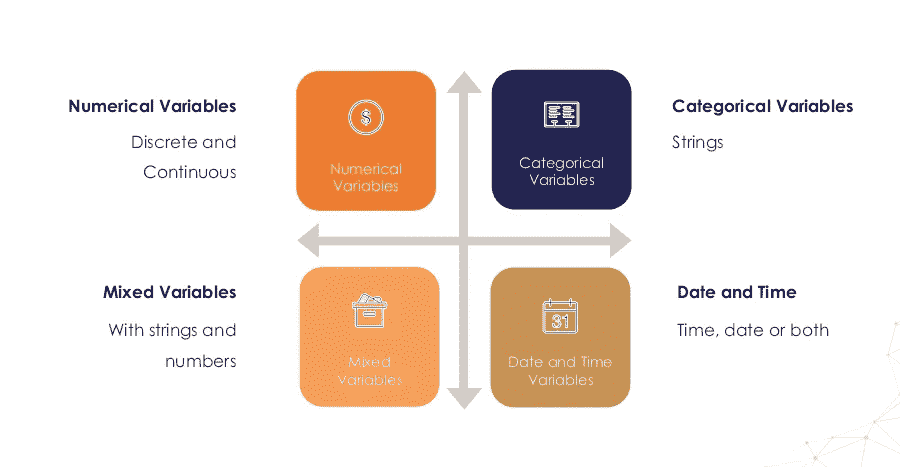 Numerical Variables
Discrete and
Continuous
$
Numerical
Variables
Categorical
Variables
Categorical Variables
Strings
Mixed Variables
With strings and
numbers
Mixed
Variables
31
Date and Time
Variables
Date and Time
Time, date or both